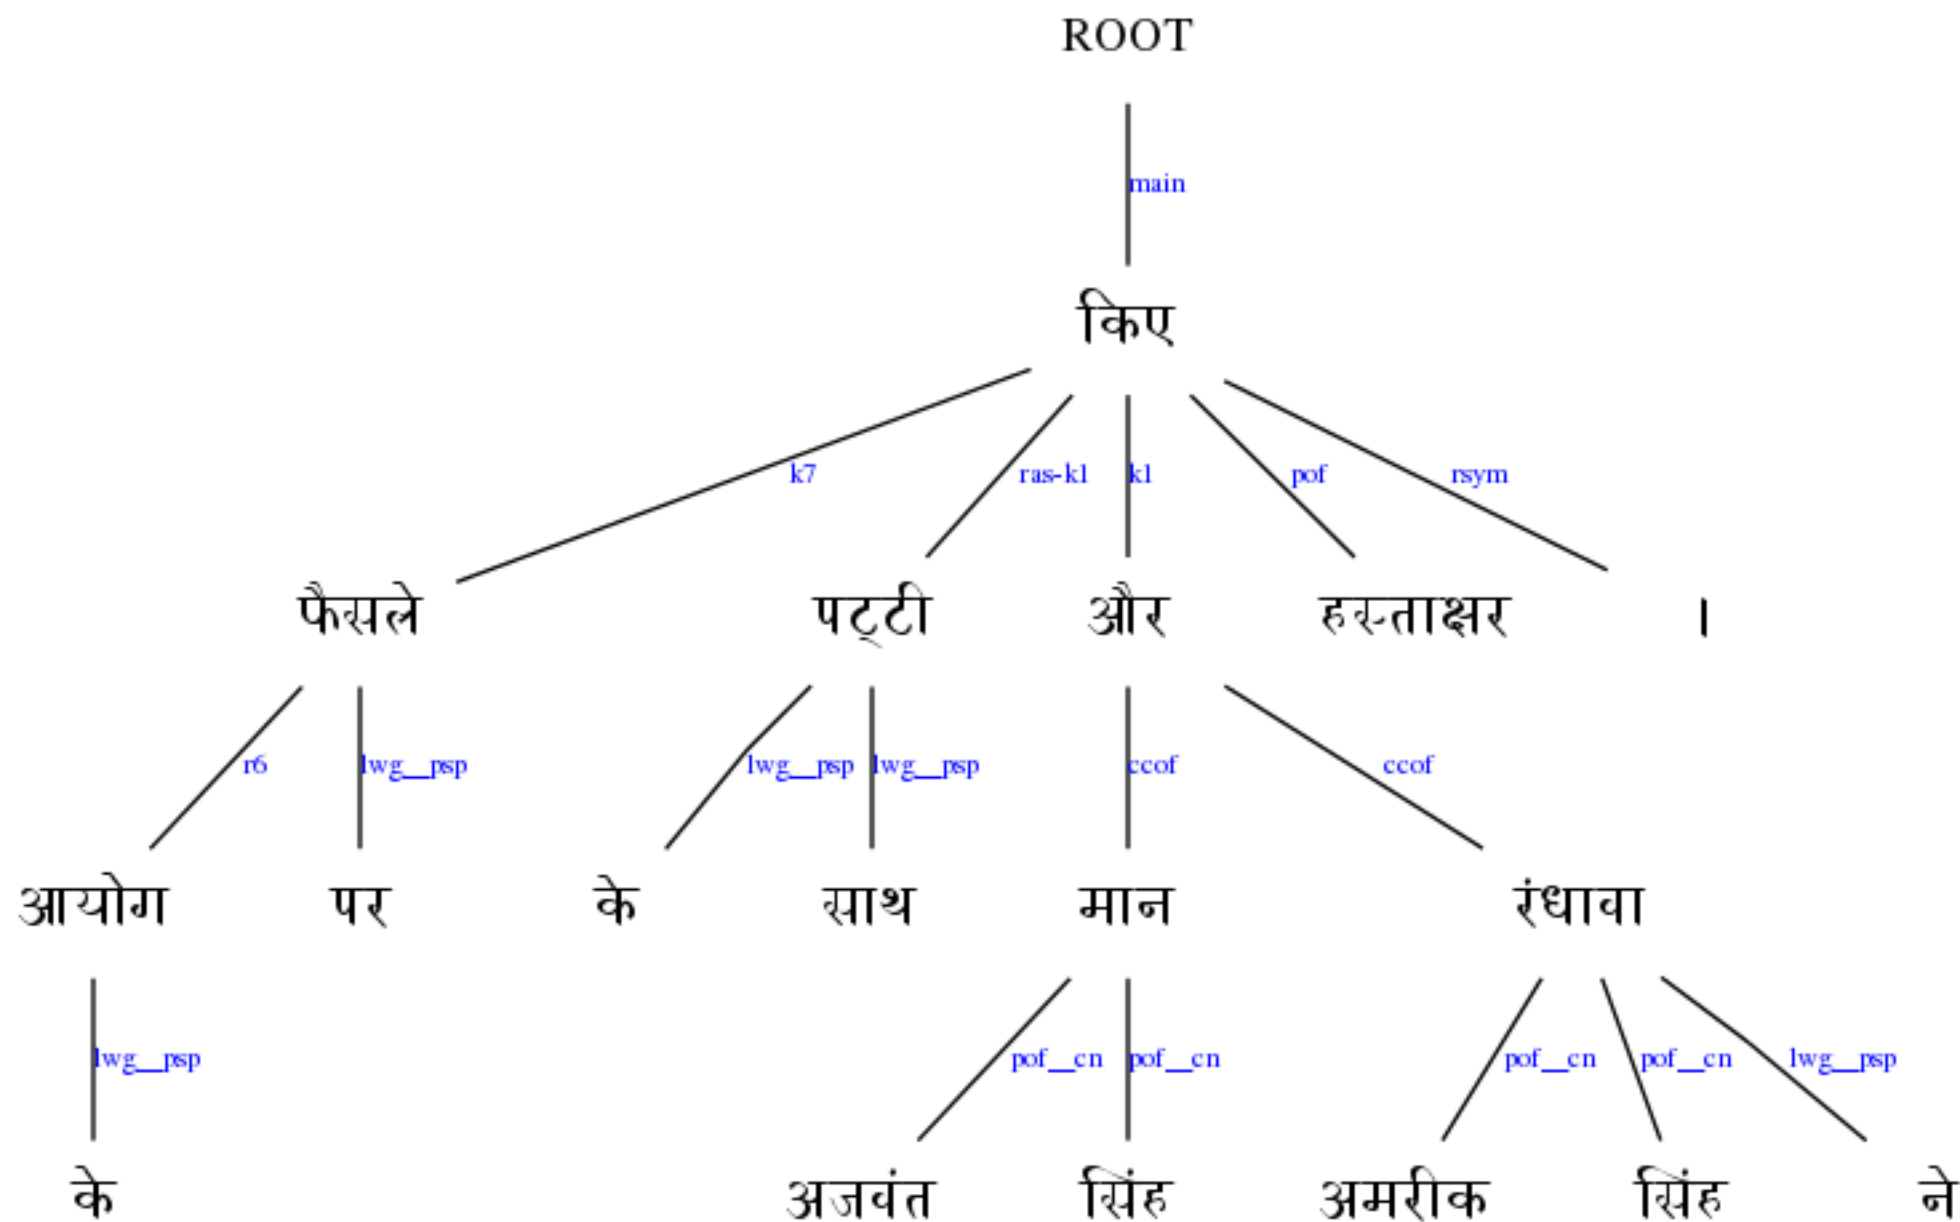 ROOT
main
किए
k7 ras-k1 k1 pof rsym
फैसले पट्टी और हस्ताक्षर ।
r6 lwg__psp lwg__psp lwg__psp ccof ccof
आयोग पर के साथ मान रंधावा
lwg__psp pof__cn pof__cn pof__cn pof__cn lwg__psp
के अजवंत सिंह अमरीक सिंह ने